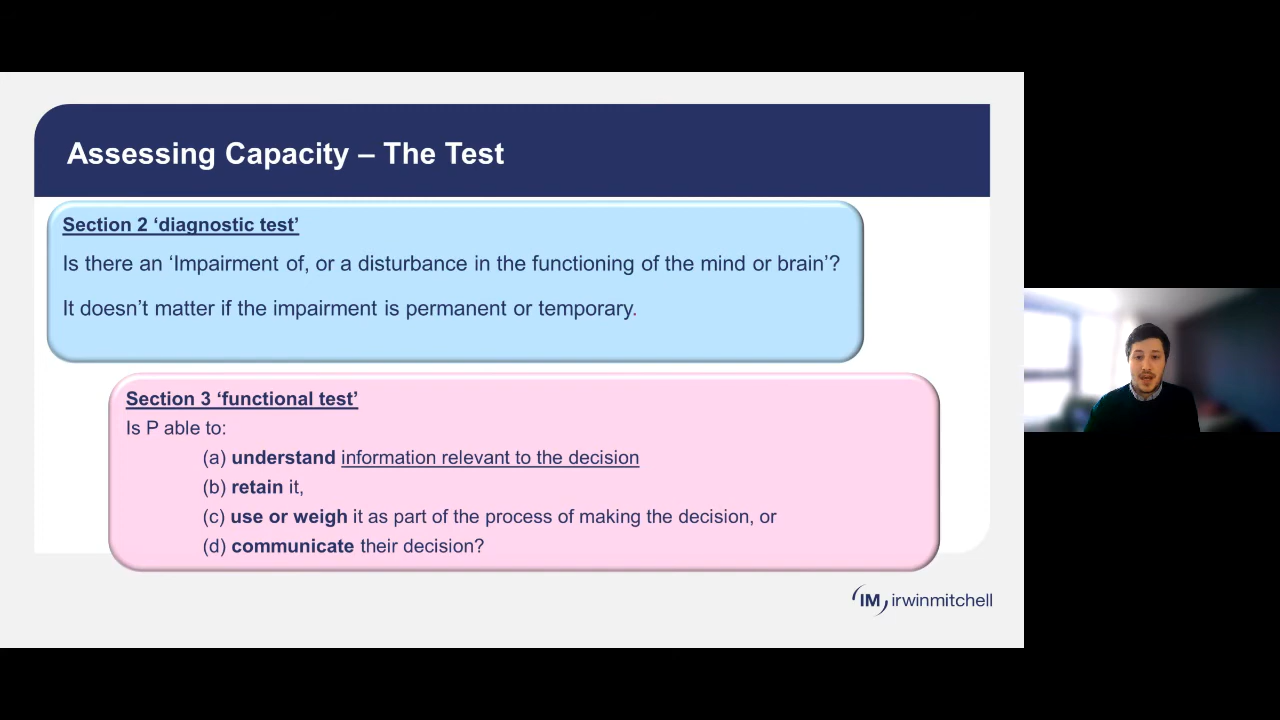 Assessing Capacity – The Test
Section 2 ‘diagnostic test’
Is there an ‘Impairment of, or a disturbance in the functioning of the mind or brain’?
It doesn’t matter if the impairment is permanent or temporary.
Section 3 ‘functional test’
Is P able to:
(a) understand information relevant to the decision
(b) retain it,
(c) use or weigh it as part of the process of making the decision, or
(d) communicate their decision?
IM irwinmitchell